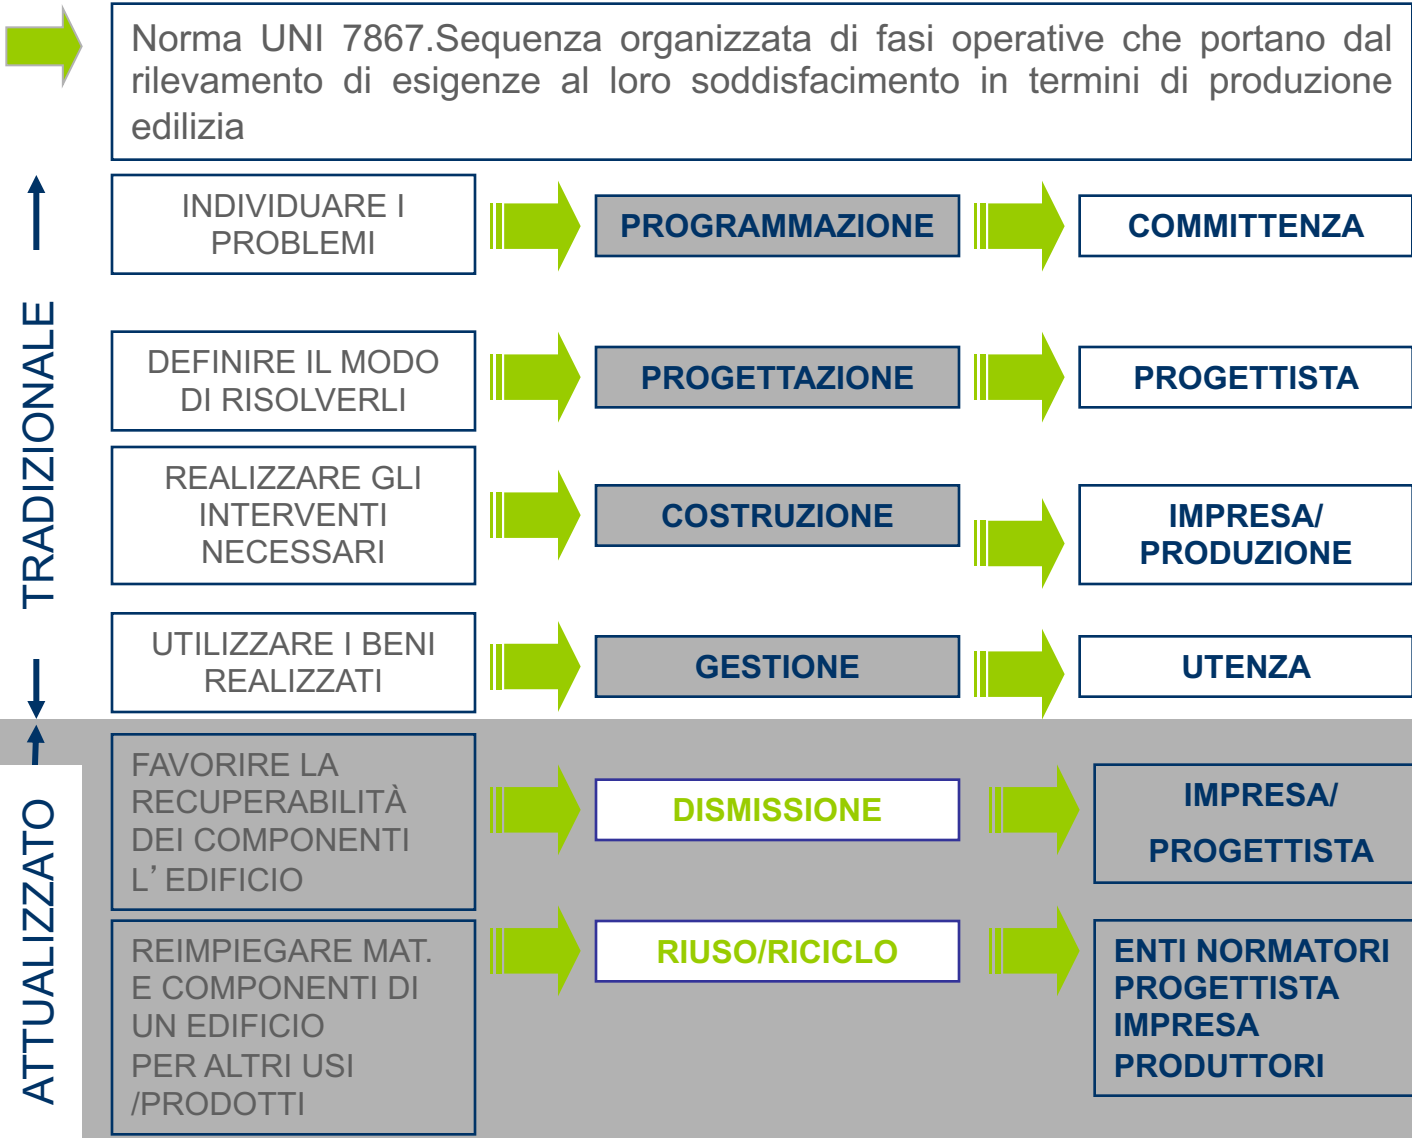 Norma UNI 7867.Sequenza organizzata di fasi operative che portano dal
rilevamento di esigenze al loro soddisfacimento in termini di produzione
edilizia
TRADIZIONALE
INDIVIDUARE I
PROBLEMI
PROGRAMMAZIONE
COMMITTENZA
DEFINIRE IL MODO
DI RISOLVERLI
PROGETTAZIONE
PROGETTISTA
REALIZZARE GLI
INTERVENTI
NECESSARI
COSTRUZIONE
IMPRESA/
PRODUZIONE
UTILIZZARE I BENI
REALIZZATI
GESTIONE
UTENZA
ATTUALIZZATO
FAVORIRE LA
RECUPERABILITÀ
DEI COMPONENTI
L’ EDIFICIO
DISMISSIONE
IMPRESA/
PROGETTISTA
REIMPIEGARE MAT.
E COMPONENTI DI
UN EDIFICIO
PER ALTRI USI
/PRODOTTI
RIUSO/RICICLO
ENTI NORMATORI
PROGETTISTA
IMPRESA
PRODUTTORI